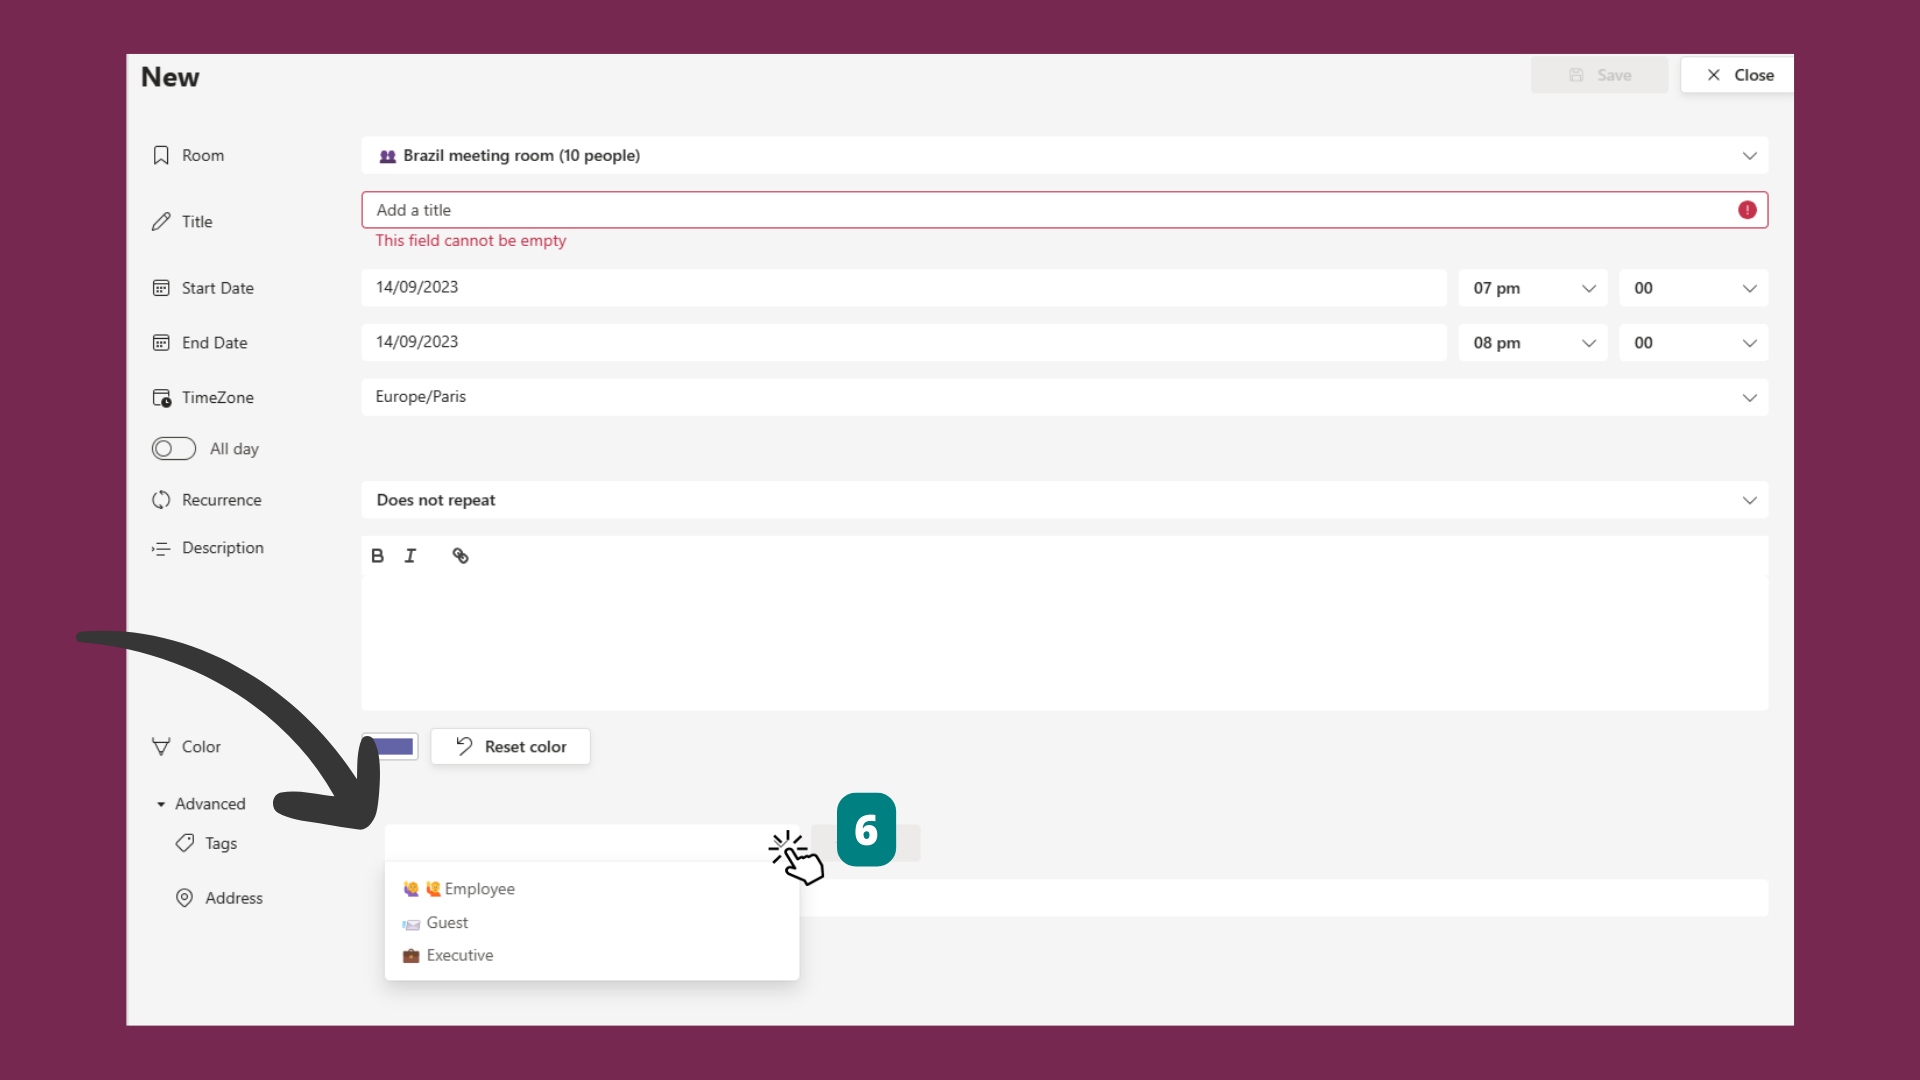 New
Save
Close
Room
Brazil meeting room (10 people)
Title
Add a title
This field cannot be empty
Start Date
14/09/2023
07 pm
00
End Date
14/09/2023
08 pm
00
TimeZone
Europe/Paris
All day
Recurrence
Does not repeat
Description
B I
Color
Reset color
Advanced
Tags
6
Employee
Address
Guest
Executive